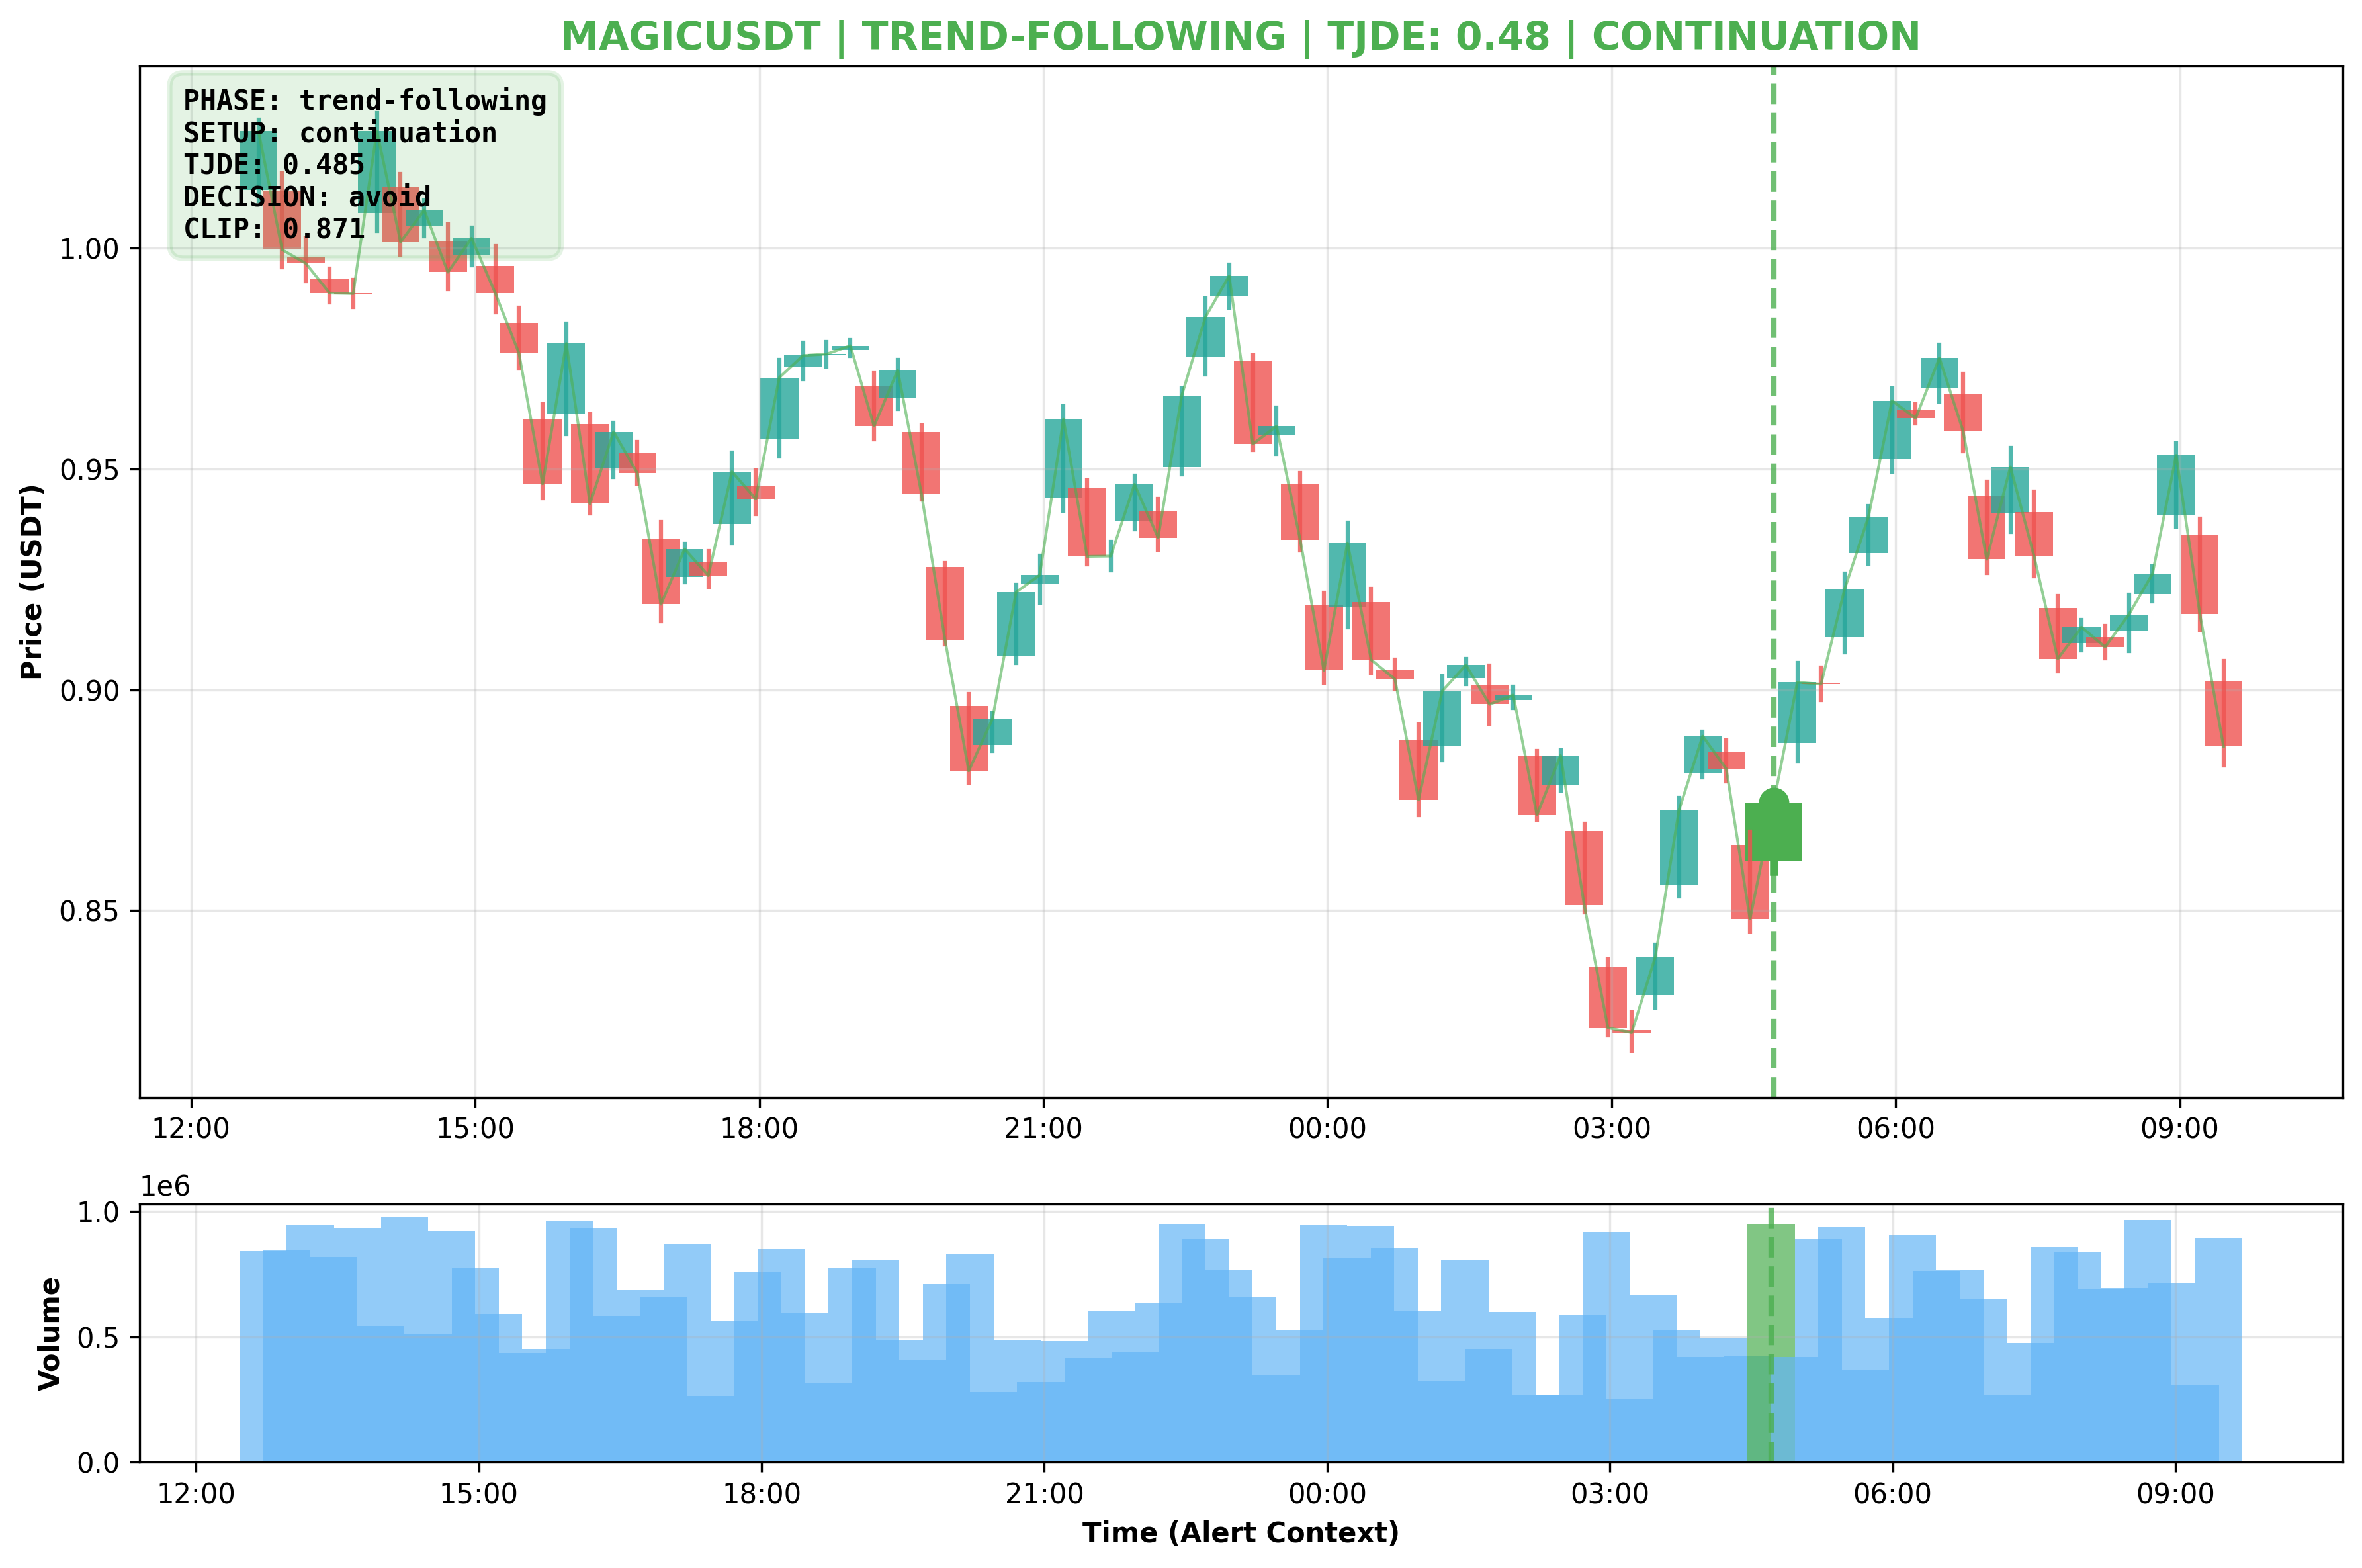 MAGICUSDT | TREND-FOLLOWING | TJDE: 0.48 | CONTINUATION
PHASE: trend-following
SETUP: continuation
TJDE: 0.485
DECISION: avoid
CLIP: 0.871
Price (USDT)
1.00
0.95
0.90
0.85
12:00 15:00 18:00 21:00 00:00 03:00 06:00 09:00
1e6
Volume
1.0
0.5
0.0
12:00 15:00 18:00 21:00 00:00 03:00 06:00 09:00
Time (Alert Context)